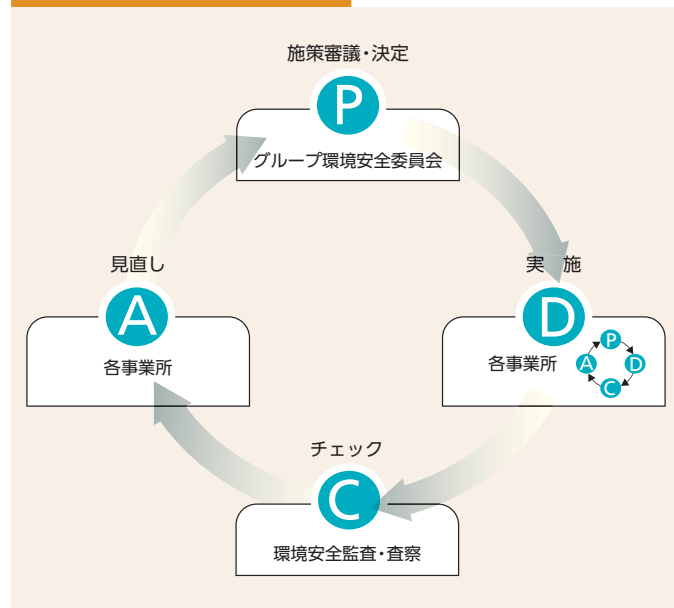 施策審議・決定
P
グループ環境安全委員会
見直し
A
各事業所
実 施
D
各事業所
P
A
D
C
チェック
C
環境安全監査・査察